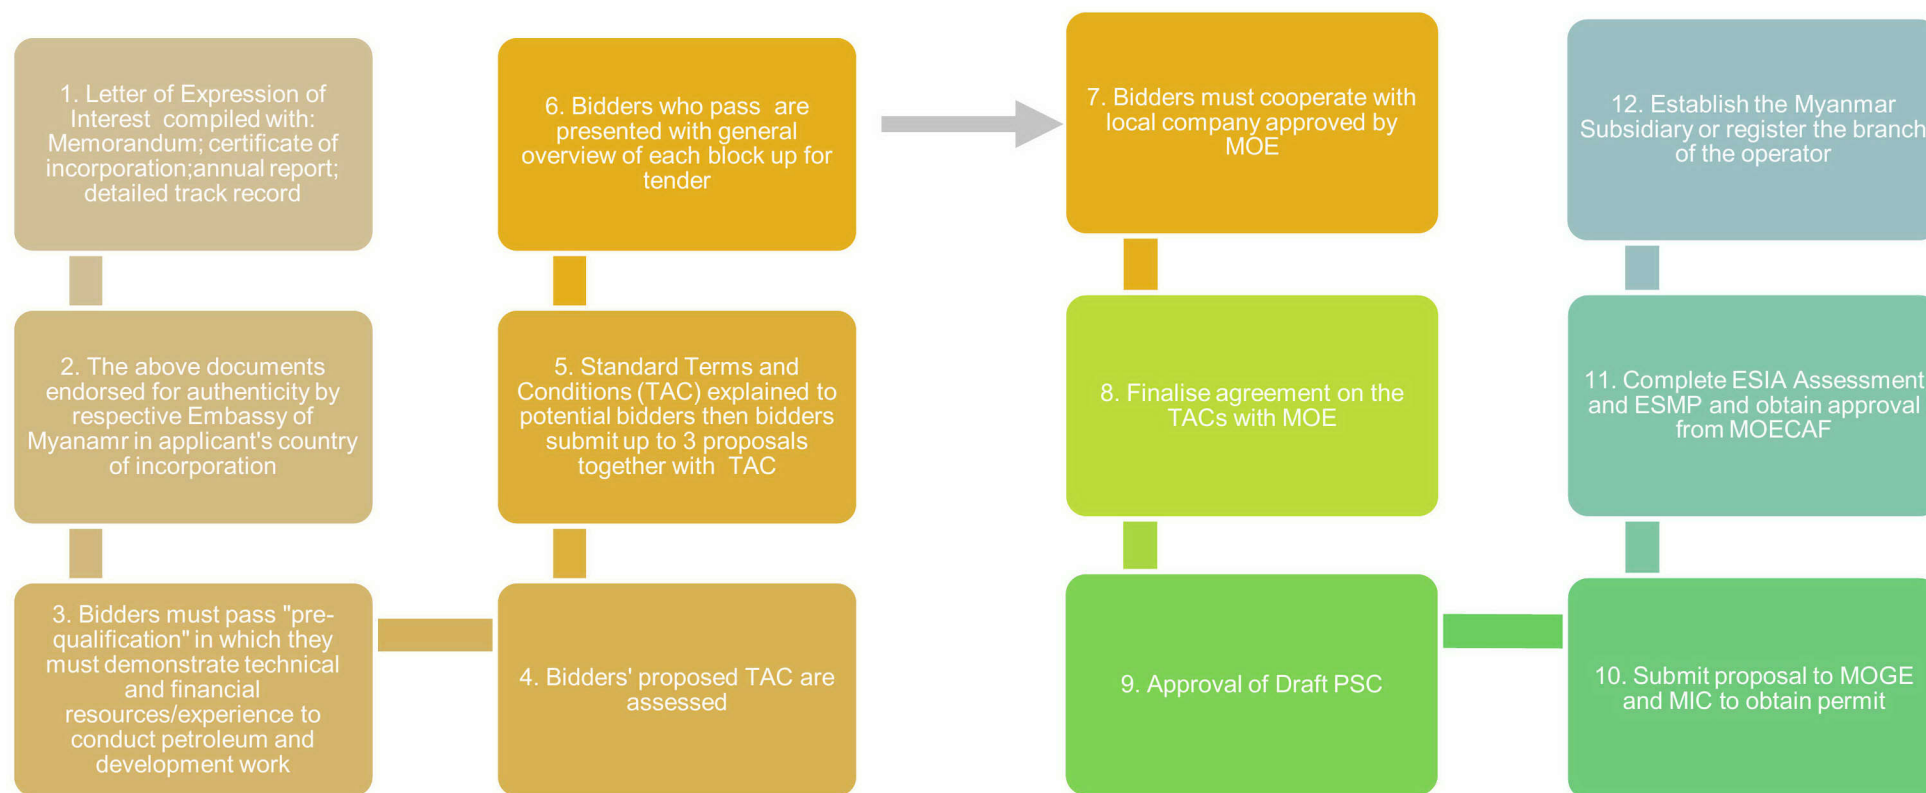 1. Letter of Expression of
Interest compiled with:
Memorandum; certificate of
incorporation;annual report;
detailed track record
2. The above documents
endorsed for authenticity by
respective Embassy of
Myanamr in applicant's country
of incorporation
3. Bidders must pass "pre-
qualification" in which they
must demonstrate technical
and financial
resources/experience to
conduct petroleum and
development work
4. Bidders' proposed TAC are
assessed
5. Standard Terms and
Conditions (TAC) explained to
potential bidders then bidders
submit up to 3 proposals
together with TAC
6. Bidders who pass are
presented with general
overview of each block up for
tender
7. Bidders must cooperate with
local company approved by
MOE
8. Finalise agreement on the
TACs with MOE
9. Approval of Draft PSC
10. Submit proposal to MOGE
and MIC to obtain permit
11. Complete ESIA Assessment
and ESMP and obtain approval
from MOECAF
12. Establish the Myanmar
Subsidiary or register the branch
of the operator